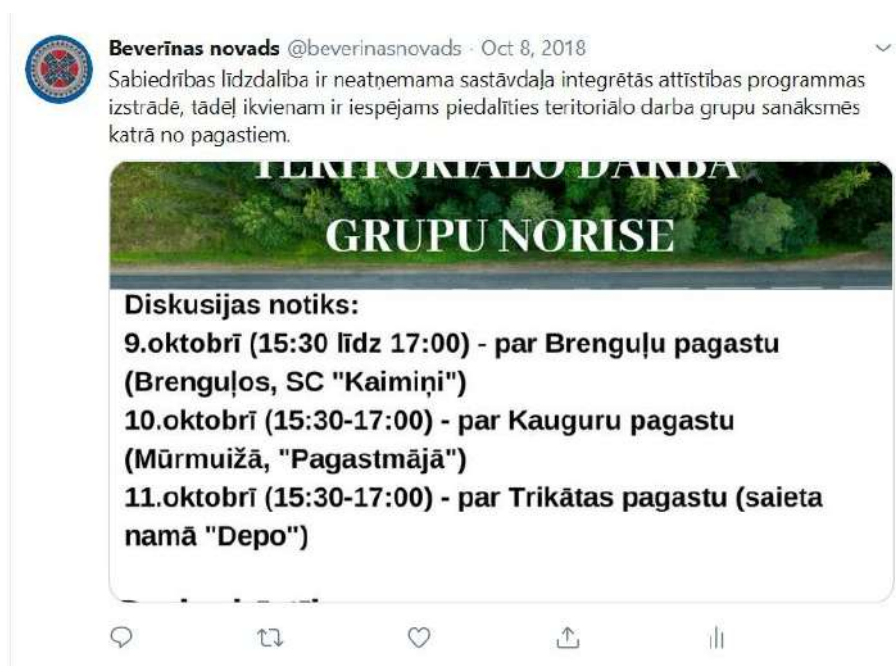 Beverīnas novads @beverinasnovads · Oct 8, 2018
Sabiedrības līdzdalība ir neatņemama sastāvdaļa integrētās attīstības programmas
izstrādē, tādēļ ikvienam ir iespējams piedalīties teritoriālo darba grupu sanāksmēs
katrā no pagastiem.
TERITORIĀLO DARBA
GRUPU NORISE
Diskusijas notiks:
9.oktobrī (15:30 līdz 17:00) - par Brenguļu pagastu
(Brenguļos, SC "Kaimiņi")
10.oktobrī (15:30-17:00) - par Kauguru pagastu
(Mūrmuižā, "Pagastmājā")
11.oktobrī (15:30-17:00) - par Trikātas pagastu (saieta
namā "Depo")